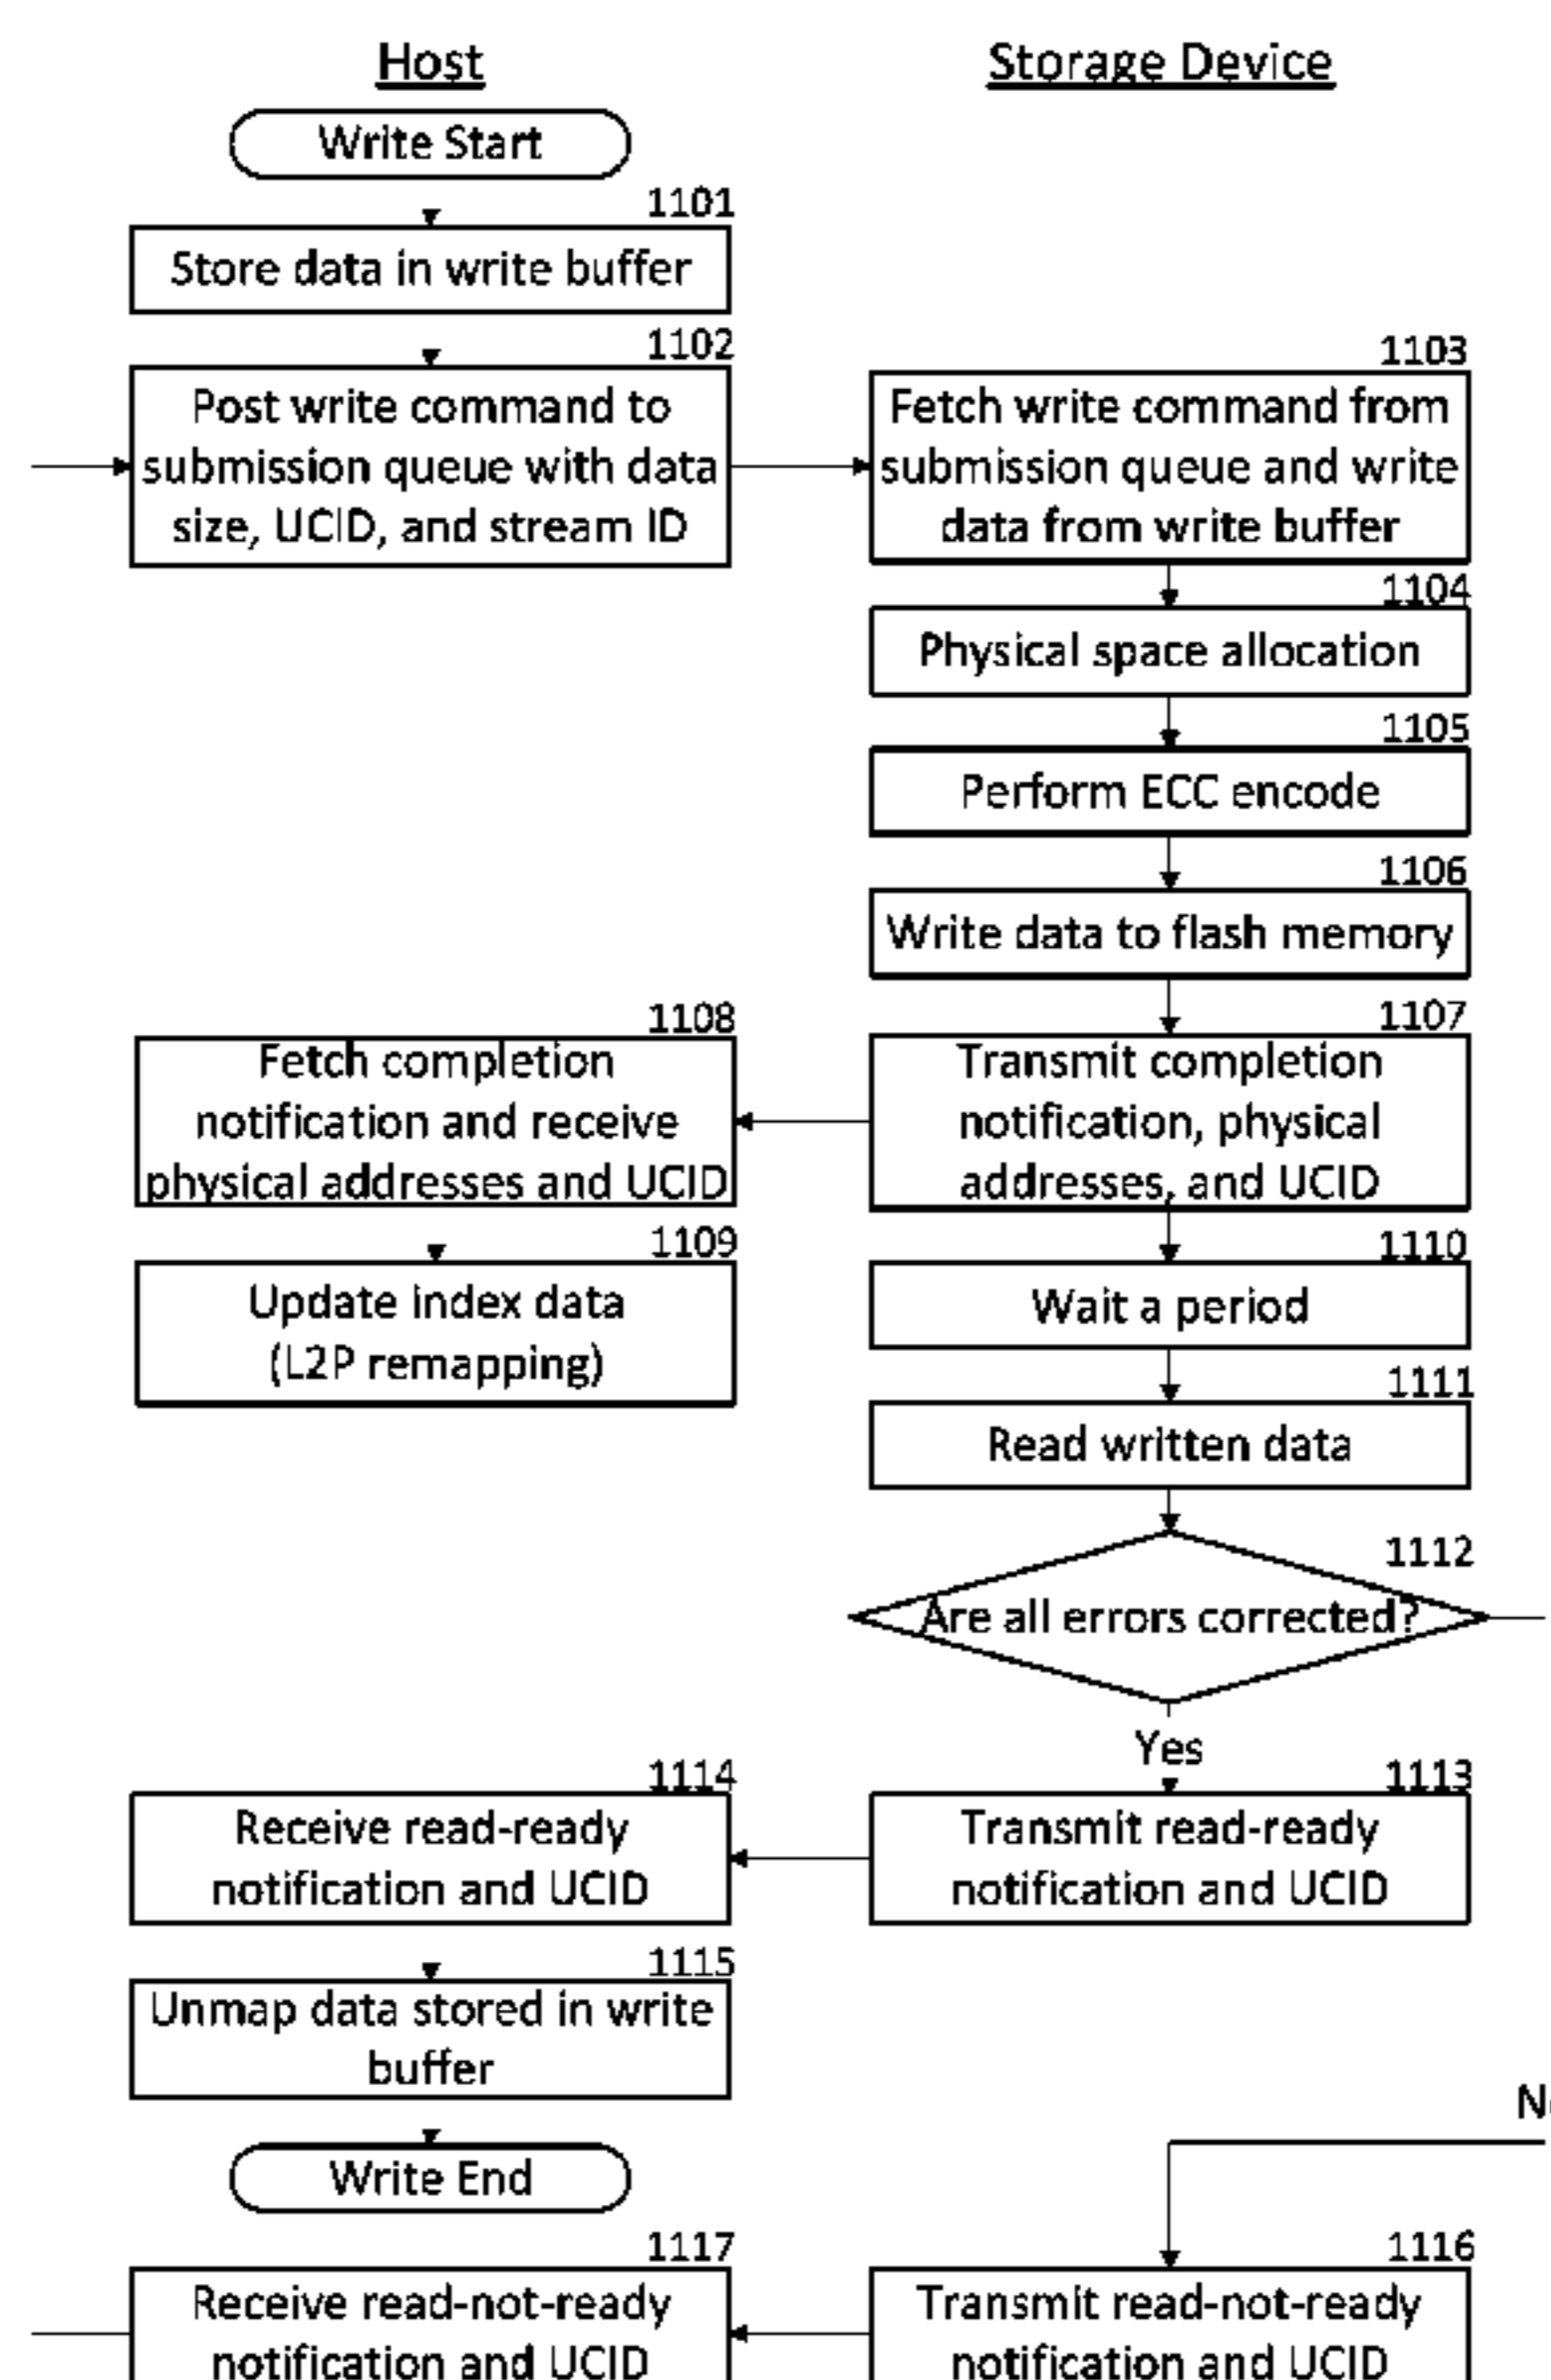 Host
Storage Device
Write Start
1101
Store data in write buffer
1102
Post write command to
submission queue with data
size, UCID, and stream ID
1103
Fetch write command from
submission queue and write
data from write buffer
1104
Physical space allocation
1105
Perform ECC encode
1106
Write data to flash memory
1107
Transmit completion
notification, physical
addresses, and UCID
1108
Fetch completion
notification and receive
physical addresses and UCID
1109
Update index data
(L2P remapping)
1110
Wait a period
1111
Read written data
1112
Are all errors corrected?
Yes
1113
Transmit read-ready
notification and UCID
1114
Receive read-ready
notification and UCID
1115
Unmap data stored in write
buffer
Write End
1116
Transmit read-not-ready
notification and UCID
1117
Receive read-not-ready
notification and UCID